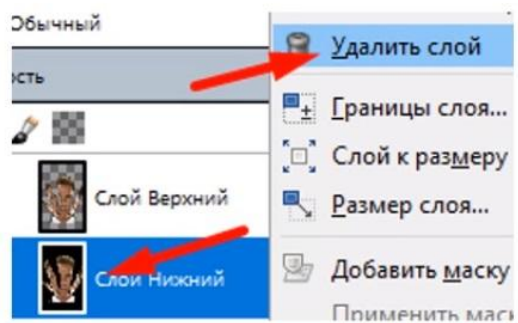 Обычный
ость
Слой Верхний
Слой Нижний
Удалить слой
Границы слоя...
Слой к размеру
Размер слоя...
Добавить маску
Применить маск